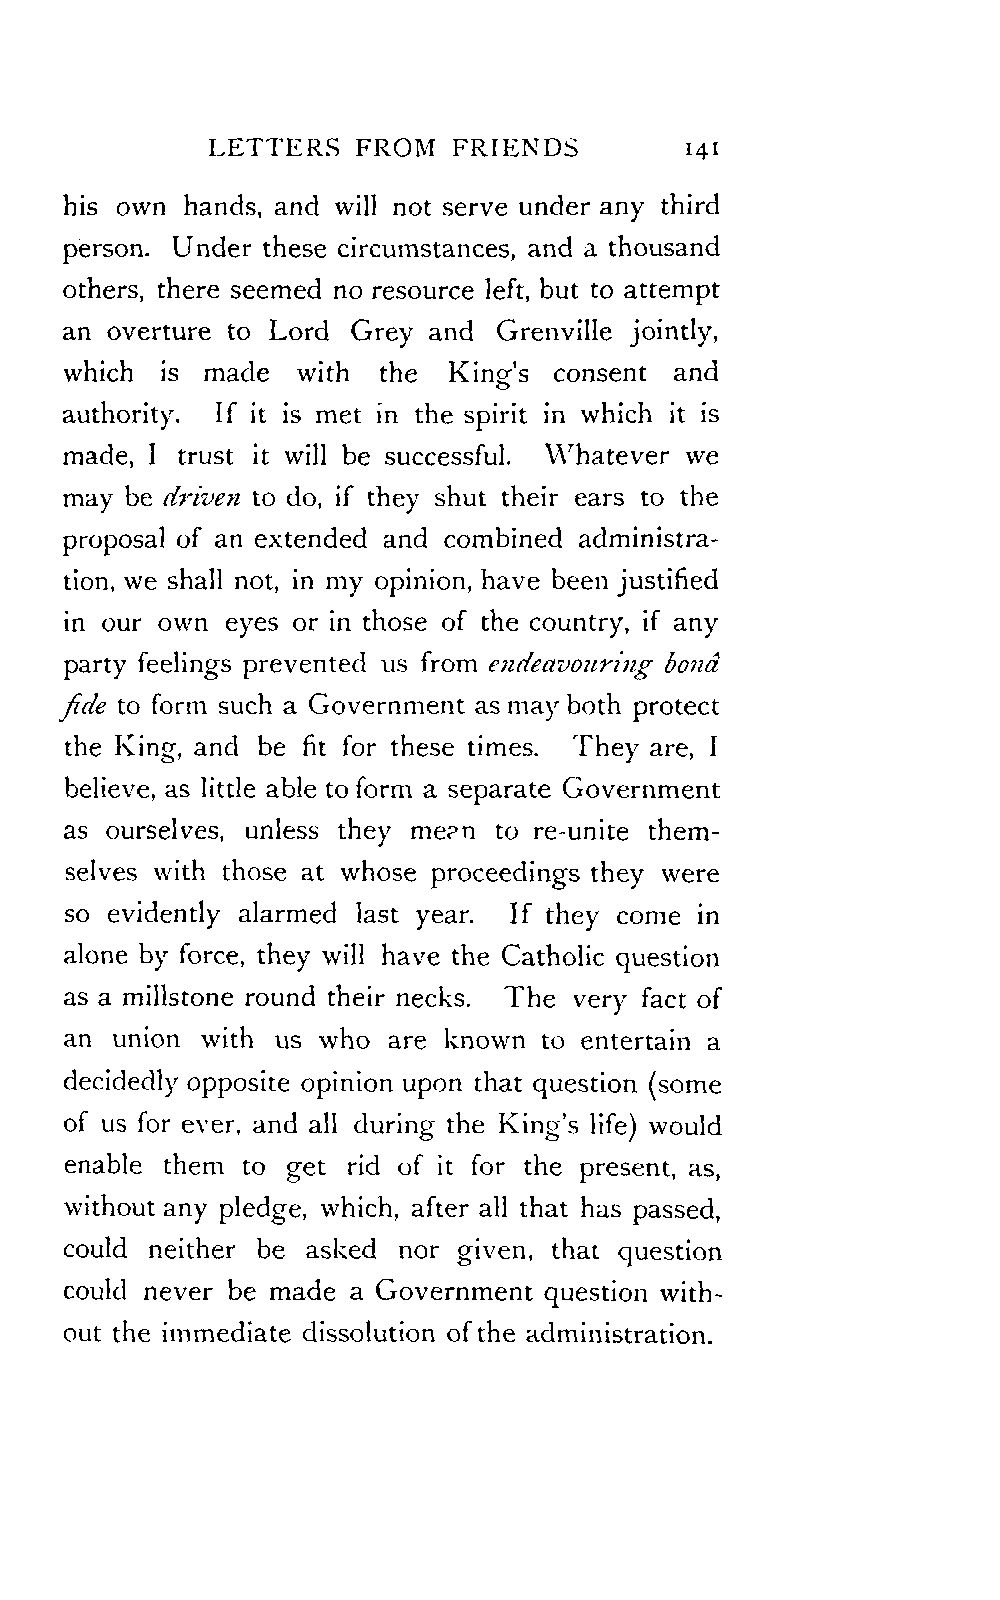 LETTERS FROM FRIENDS 141
his own hands, and will not serve under any third
person. Under these circumstances, and a thousand
others, there seemed no resource left, but to attempt
an overture to Lord Grey and Grenville jointly,
which is made with the King's consent and
authority. If it is met in the spirit in which it is
made, I trust it will be successful. Whatever we
may be driven to do, if they shut their ears to the
proposal of an extended and combined administra-
tion, we shall not, in my opinion, have been justified
in our own eyes or in those of the country, if any
party feelings prevented us from endeavouring bonâ
fide to form such a Government as may both protect
the King, and be fit for these times. They are, I
believe, as little able to form a separate Government
as ourselves, unless they mean to re-unite them-
selves with those at whose proceedings they were
so evidently alarmed last year. If they come in
alone by force, they will have the Catholic question
as a millstone round their necks. The very fact of
an union with us who are known to entertain a
decidedly opposite opinion upon that question (some
of us for ever, and all during the King's life) would
enable them to get rid of it for the present, as,
without any pledge, which, after all that has passed,
could neither be asked nor given, that question
could never be made a Government question with-
out the immediate dissolution of the administration.